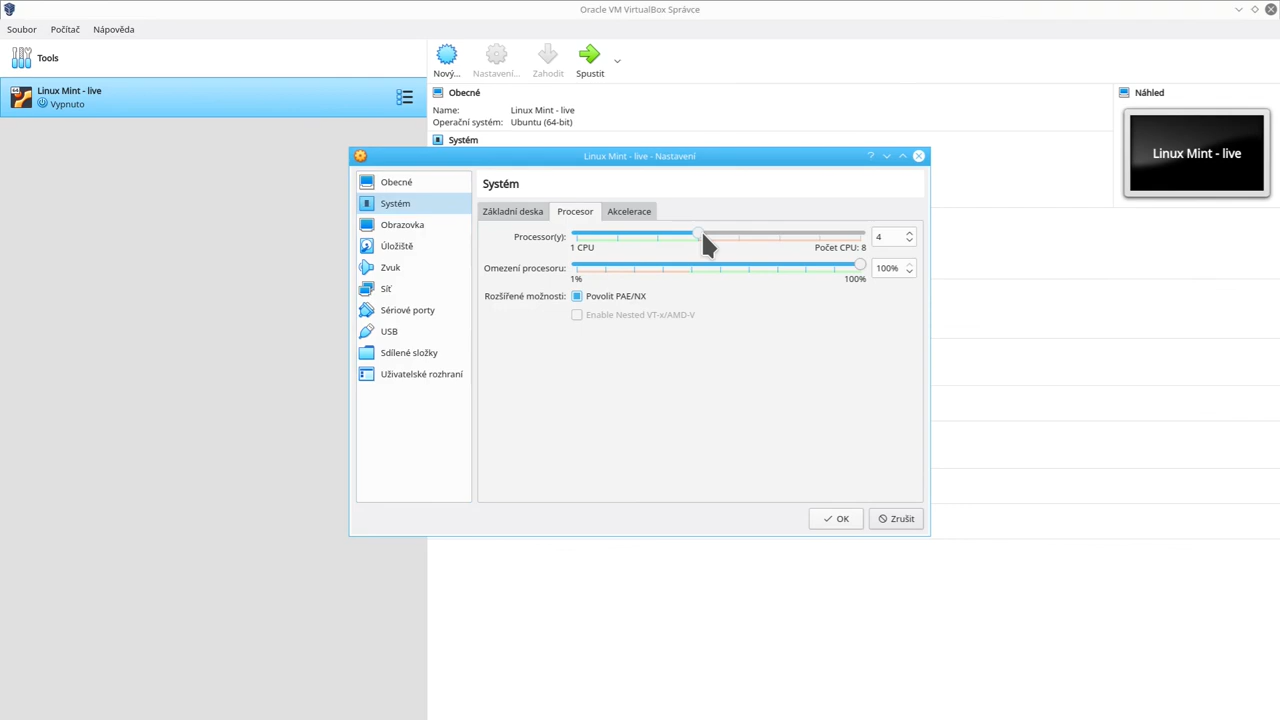 Oracle VM VirtualBox Správce
Soubor Počítač Nápověda
Tools
Nový... Nastavení... Zahodit Spustit
Linux Mint - live
Vypnuto
Obecné
Name: Linux Mint - live
Operační systém: Ubuntu (64-bit)
Systém
Náhled
Linux Mint - live
Linux Mint - live - Nastavení
Obecné
Systém
Obrazovka
Úložiště
Zvuk
Síť
Sériové porty
USB
Sdílené složky
Uživatelské rozhraní
Systém
Základní deska Procesor Akcelerace
Processor(y): 4
1 CPU Počet CPU: 8
Omezení procesoru: 100%
1% 100%
Rozšířené možnosti: Povolit PAE/NX
Enable Nested VT-x/AMD-V
OK Zrušit